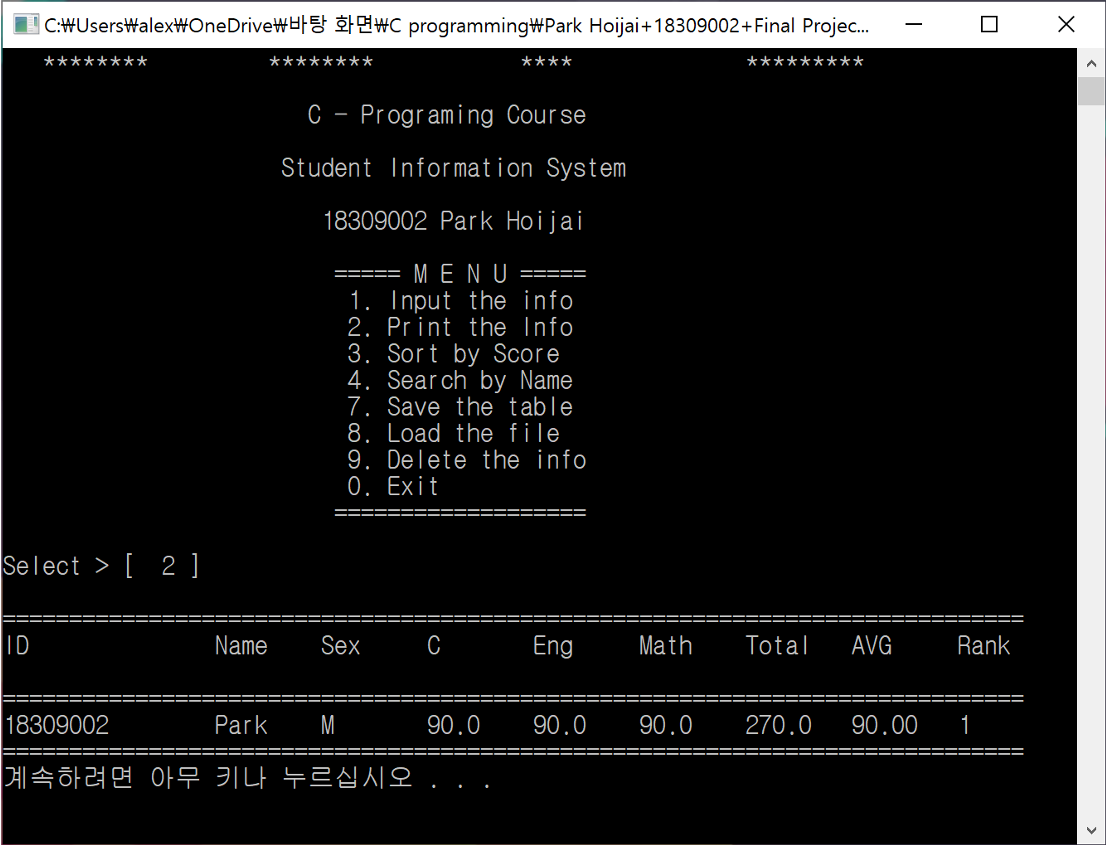 C:₩Users₩alex₩OneDrive₩바탕 화면₩C programming₩Park Hoijai+18309002+Final Projec...
******** ******** **** *********
C - Programing Course
Student Information System
18309002 Park Hoijai
===== M E N U =====
1. Input the info
2. Print the Info
3. Sort by Score
4. Search by Name
7. Save the table
8. Load the file
9. Delete the info
0. Exit
===================
Select > [  2 ]
=============================================================================
ID Name Sex C Eng Math Total AVG Rank
=============================================================================
18309002 Park M 90.0 90.0 90.0 270.0 90.00 1
=============================================================================
계속하려면 아무 키나 누르십시오 . . .